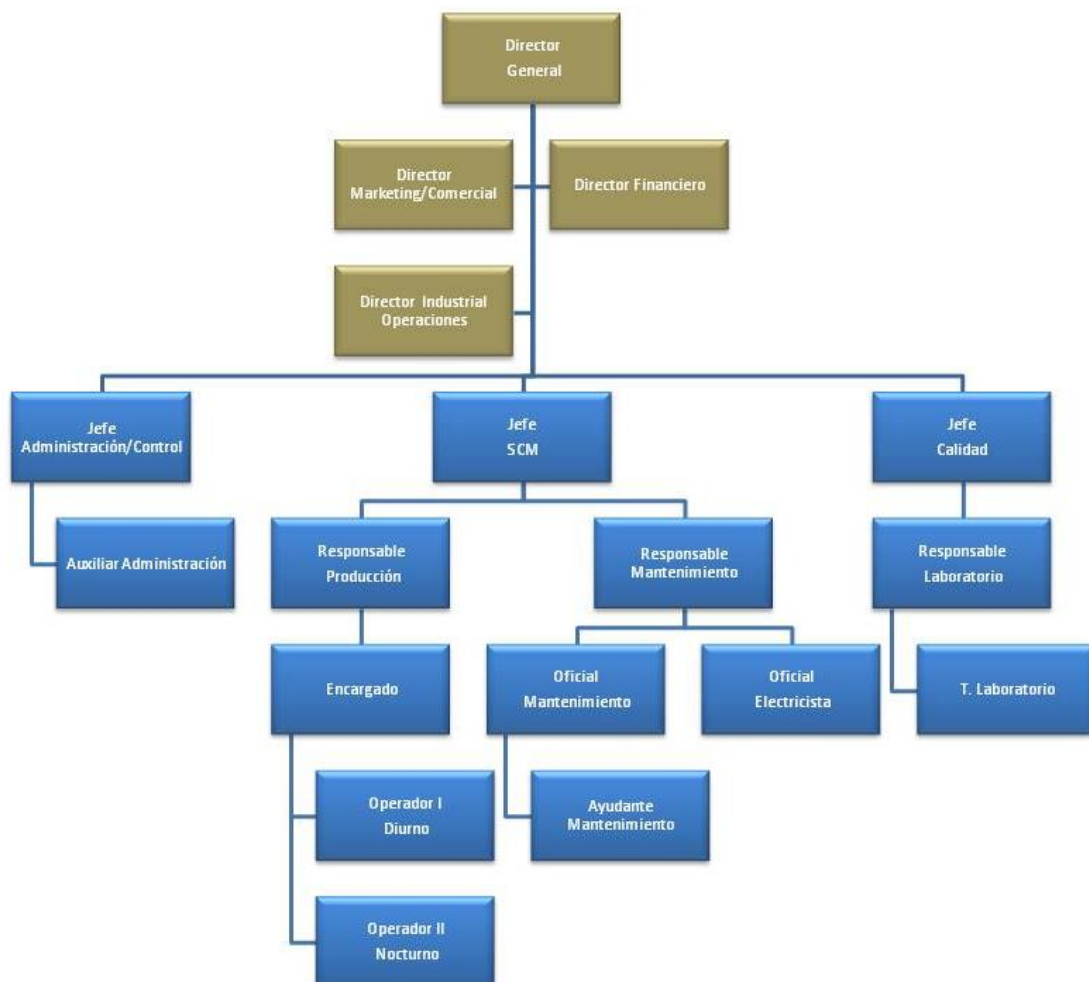 Director
General
Director
Marketing/Comercial
Director Financiero
Director Industrial
Operaciones
Jefe
Administración/Control
Jefe
SCM
Jefe
Calidad
Auxiliar Administración
Responsable
Producción
Responsable
Mantenimiento
Responsable
Laboratorio
Encargado
Oficial
Mantenimiento
Oficial
Electricista
T. Laboratorio
Operador I
Diurno
Ayudante
Mantenimiento
Operador II
Nocturno